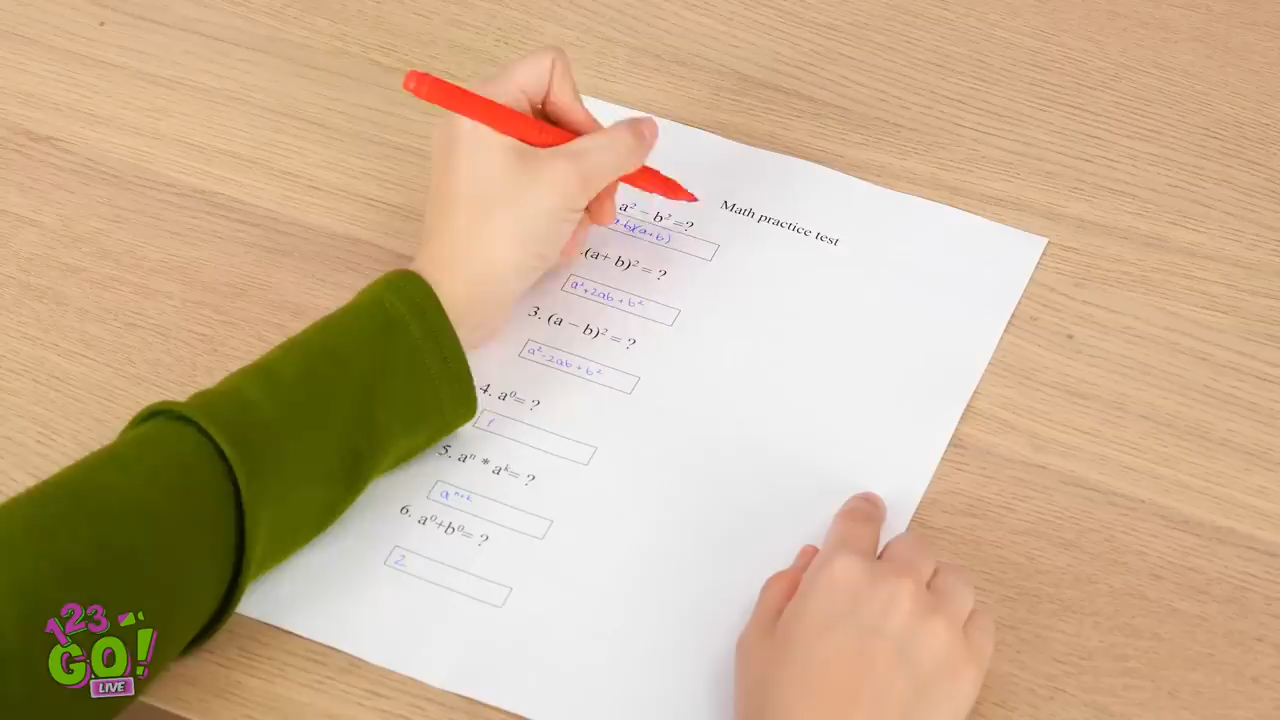 Math practice test
a² − b² = ?
a-b)(a+b)
.(a+ b)² = ?
a²+2ab+b²
3. (a − b)² = ?
a²-2ab+b²
4. a⁰= ?
1
5. aⁿ * aᵏ= ?
aⁿ⁺ᵏ
6. a⁰+b⁰= ?
2
123
GO!
LIVE